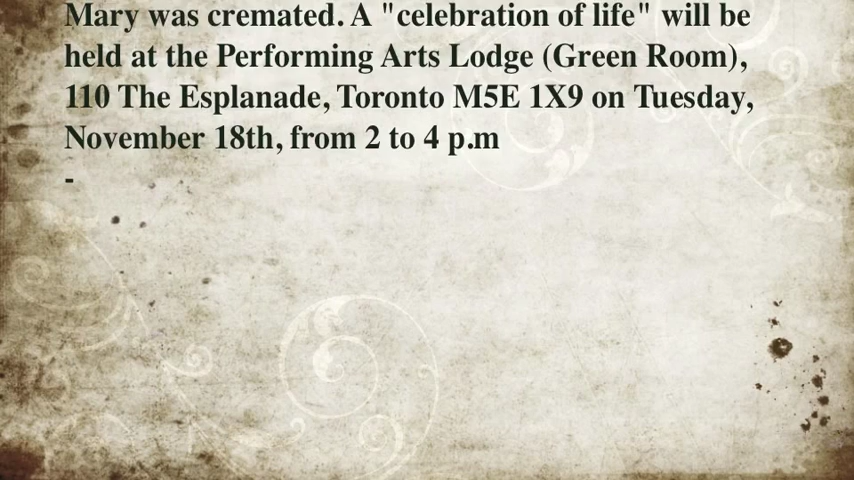 Mary was cremated. A "celebration of life" will be
held at the Performing Arts Lodge (Green Room),
110 The Esplanade, Toronto M5E 1X9 on Tuesday,
November 18th, from 2 to 4 p.m
-